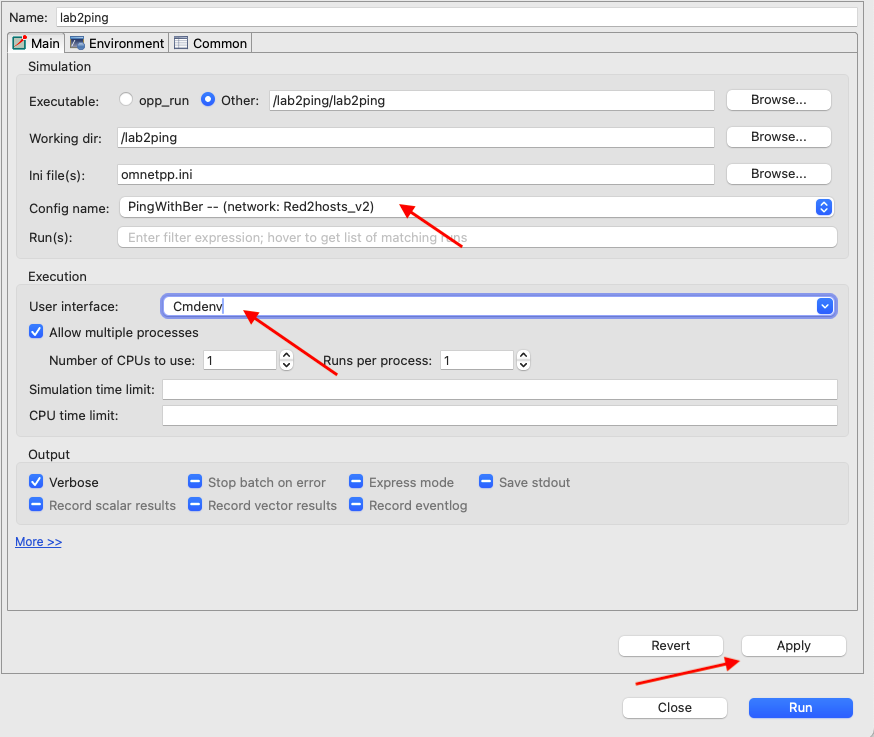 Name: lab2ping
Main Environment Common
Simulation
Executable: opp_run Other: /lab2ping/lab2ping Browse...
Working dir: /lab2ping Browse...
Ini file(s): omnetpp.ini Browse...
Config name: PingWithBer -- (network: Red2hosts_v2)
Run(s): Enter filter expression; hover to get list of matching runs
Execution
User interface: Cmdenv
Allow multiple processes
Number of CPUs to use: 1 Runs per process: 1
Simulation time limit:
CPU time limit:
Output
Verbose Stop batch on error Express mode Save stdout
Record scalar results Record vector results Record eventlog
More >>
Revert Apply
Close Run